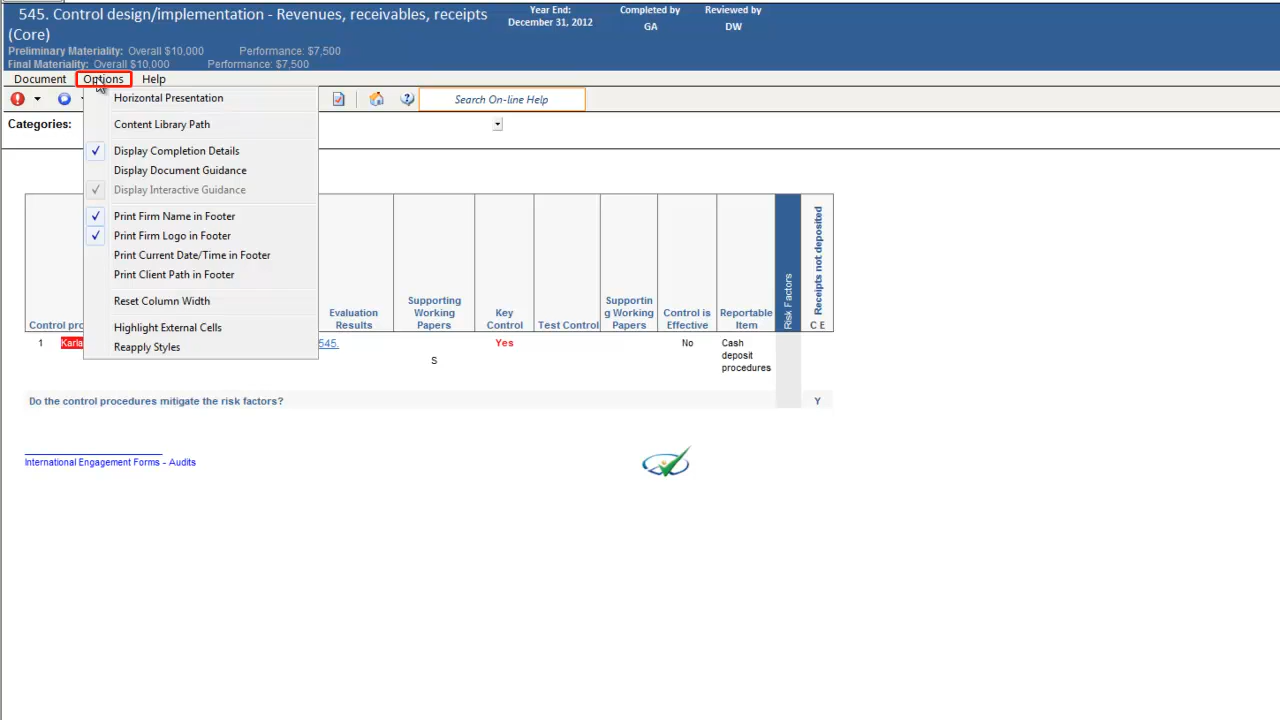 545. Control design/implementation - Revenues, receivables, receipts
(Core)
Year End:
December 31, 2012
Completed by
GA
Reviewed by
DW
Preliminary Materiality: Overall $10,000 Performance: $7,500
Final Materiality: Overall $10,000 Performance: $7,500
Document Options Help
Search On-line Help
Categories:
Horizontal Presentation
Content Library Path
Display Completion Details
Display Document Guidance
Display Interactive Guidance
Print Firm Name in Footer
Print Firm Logo in Footer
Print Current Date/Time in Footer
Print Client Path in Footer
Reset Column Width
Highlight External Cells
Reapply Styles
Evaluation
Results
Supporting
Working
Papers
Key
Control
Test Control
Supportin
g Working
Papers
Control is
Effective
Reportable
Item
Risk Factors
Receipts not deposited
C E
1
545.
S
Yes
No
Cash
deposit
procedures
Do the control procedures mitigate the risk factors? Y
International Engagement Forms - Audits